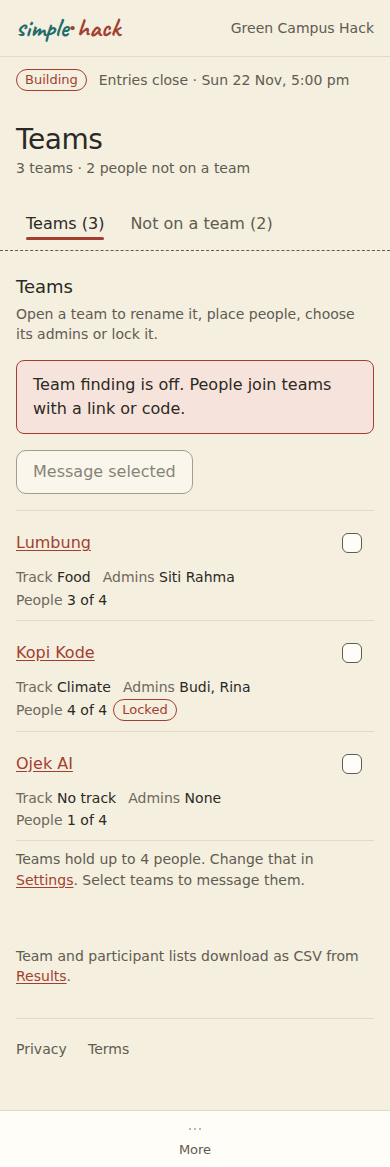 simple·hack
Green Campus Hack
Building
Entries close · Sun 22 Nov, 5:00 pm
Teams
3 teams · 2 people not on a team
Teams (3)
Not on a team (2)
Teams
Open a team to rename it, place people, choose
its admins or lock it.
Team finding is off. People join teams
with a link or code.
Message selected
Lumbung
Track Food Admins Siti Rahma
People 3 of 4
Kopi Kode
Track Climate Admins Budi, Rina
People 4 of 4 Locked
Ojek AI
Track No track Admins None
People 1 of 4
Teams hold up to 4 people. Change that in
Settings. Select teams to message them.
Team and participant lists download as CSV from
Results.
Privacy Terms
...
More